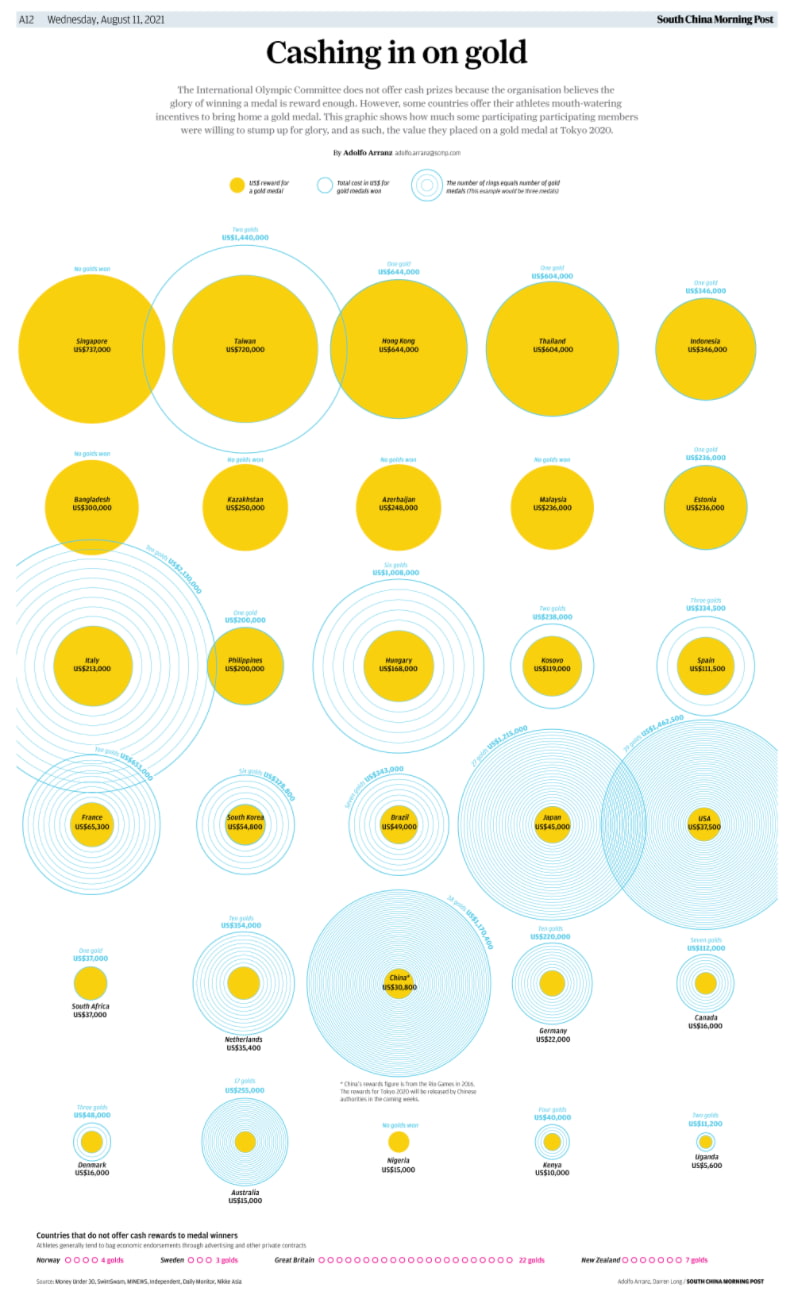 A12 Wednesday, August 11, 2021
South China Morning Post
Cashing in on gold
The International Olympic Committee does not offer cash prizes because the organisation believes the
glory of winning a medal is reward enough. However, some countries offer their athletes mouth-watering
incentives to bring home a gold medal. This graphic shows how much some participating participating members
were willing to stump up for glory, and as such, the value they placed on a gold medal at Tokyo 2020.
By Adolfo Arranz adolfo.arranz@scmp.com
US$ reward for
a gold medal
Total cost in US$ for
gold medals won
The number of rings equals number of gold
medals (This example would be three medals)
No golds won
Singapore
US$737,000
Two golds
US$1,440,000
Taiwan
US$720,000
One gold
US$644,000
Hong Kong
US$644,000
One gold
US$604,000
Thailand
US$604,000
One gold
US$346,000
Indonesia
US$346,000
No golds won
Bangladesh
US$300,000
No golds won
Kazakhstan
US$250,000
No golds won
Azerbaijan
US$248,000
No golds won
Malaysia
US$236,000
One gold
US$236,000
Estonia
US$236,000
Ten golds US$2,130,000
Italy
US$213,000
One gold
US$200,000
Philippines
US$200,000
Six golds
US$1,008,000
Hungary
US$168,000
Two golds
US$238,000
Kosovo
US$119,000
Three golds
US$334,500
Spain
US$111,500
Ten golds US$653,000
France
US$65,300
Six golds US$328,800
South Korea
US$54,800
Seven golds US$343,000
Brazil
US$49,000
27 golds US$1,215,000
Japan
US$45,000
39 golds US$1,462,500
USA
US$37,500
One gold
US$37,000
South Africa
US$37,000
Ten golds
US$354,000
Netherlands
US$35,400
38 golds US$1,170,400
China*
US$30,800
* China's rewards figure is from the Rio Games in 2016.
The rewards for Tokyo 2020 will be released by Chinese
authorities in the coming weeks.
Ten golds
US$220,000
Germany
US$22,000
Seven golds
US$112,000
Canada
US$16,000
Three golds
US$48,000
Denmark
US$16,000
17 golds
US$255,000
Australia
US$15,000
No golds won
Nigeria
US$15,000
Four golds
US$40,000
Kenya
US$10,000
Two golds
US$11,200
Uganda
US$5,600
Countries that do not offer cash rewards to medal winners
Athletes generally tend to bag economic endorsements through advertising and other private contracts
Norway 4 golds
Sweden 3 golds
Great Britain 22 golds
New Zealand 7 golds
Source: Money Under 30, SwimSwam, MINEWS, Independent, Daily Monitor, Nikke Asia
Adolfo Arranz, Darren Long / SOUTH CHINA MORNING POST